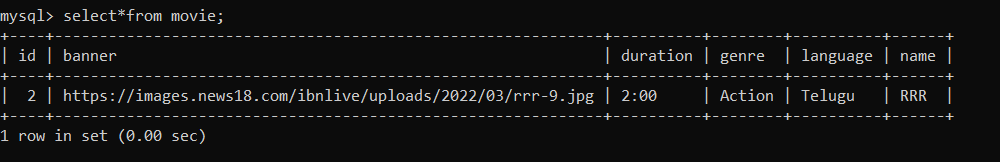 mysql> select*from movie;
+----+---------------------------------------------------------+----------+--------+----------+------+
| id | banner                                                  | duration | genre  | language | name |
+----+---------------------------------------------------------+----------+--------+----------+------+
|  2 | https://images.news18.com/ibnlive/uploads/2022/03/rrr-9.jpg | 2:00     | Action | Telugu   | RRR  |
+----+---------------------------------------------------------+----------+--------+----------+------+
1 row in set (0.00 sec)